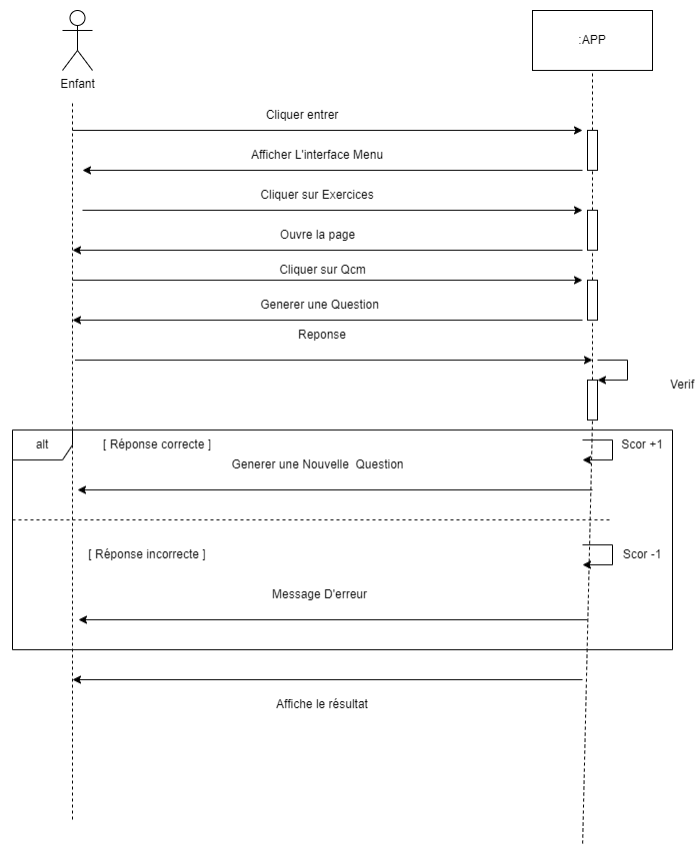 :APP
Enfant
Cliquer entrer
Afficher L'interface Menu
Cliquer sur Exercices
Ouvre la page
Cliquer sur Qcm
Generer une Question
Reponse
Verif
alt
[ Réponse correcte ]
Scor +1
Generer une Nouvelle Question
[ Réponse incorrecte ]
Scor -1
Message D'erreur
Affiche le résultat